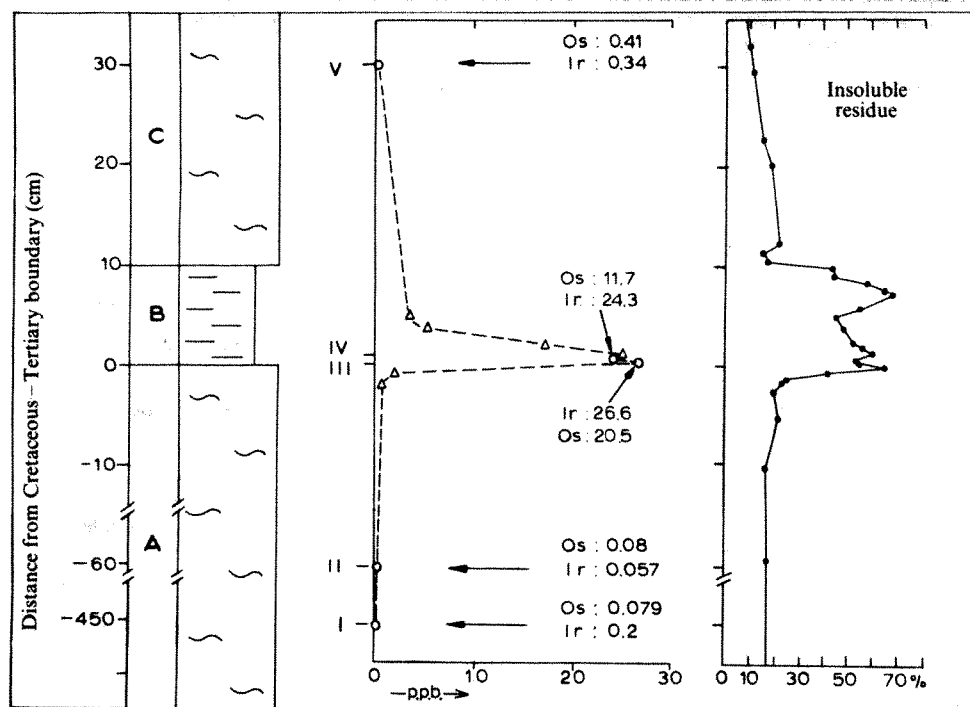 Distance from Cretaceous–Tertiary boundary (cm)
30
20
10
0
-10
-60
-450
C
B
A
V
IV
III
II
I
Os : 0.41
Ir : 0.34
Os : 11.7
Ir : 24.3
Ir : 26.6
Os : 20.5
Os : 0.08
Ir : 0.057
Os : 0.079
Ir : 0.2
0 10 20 30
p.p.b.
Insoluble
residue
0 10 30 50 70 %